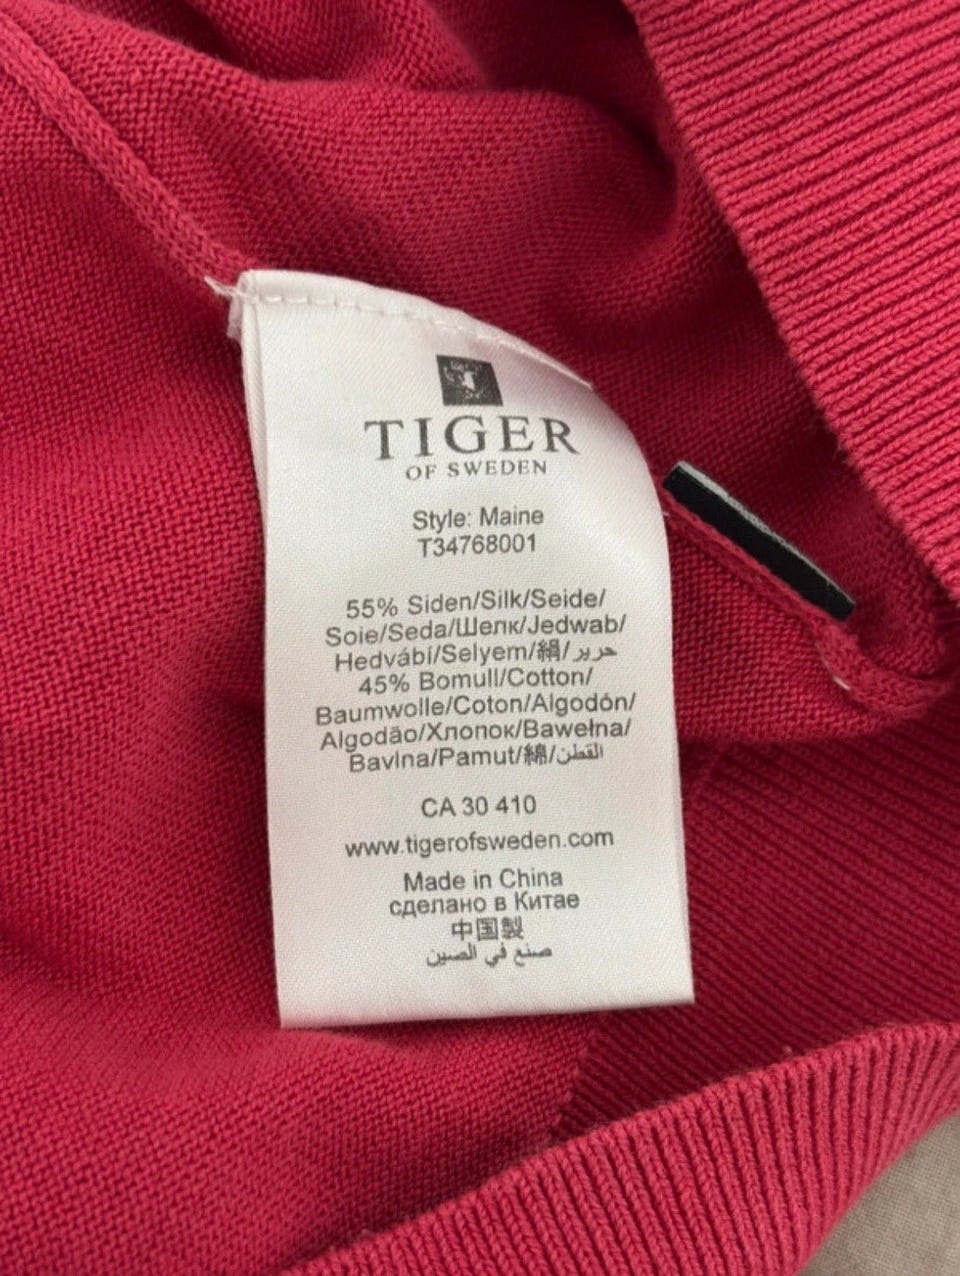 TIGER
OF SWEDEN
Style: Maine
T34768001
55% Siden/Silk/Seide/
Soie/Seda/Шелк/Jedwab/
Hedvábí/Selyem/絹/حرير
45% Bomull/Cotton/
Baumwolle/Coton/Algodón/
Algodão/Хлопок/Bawełna/
Bavlna/Pamut/綿/القطن
CA 30 410
www.tigerofsweden.com
Made in China
сделано в Китае
中国製
صنع في الصين